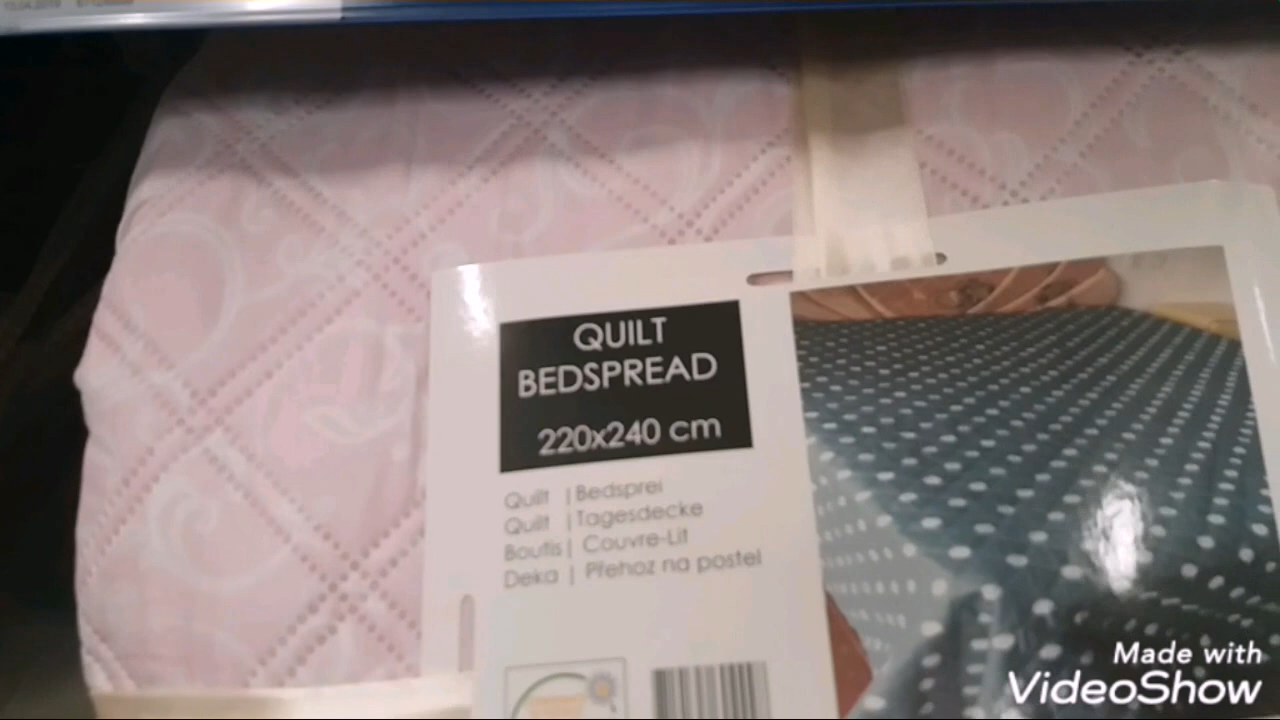 QUILT
BEDSPREAD
220x240 cm
Quilt | Bedsprei
Quilt | Tagesdecke
Boutis | Couvre-Lit
Deka | Přehoz na postel
Made with
VideoShow